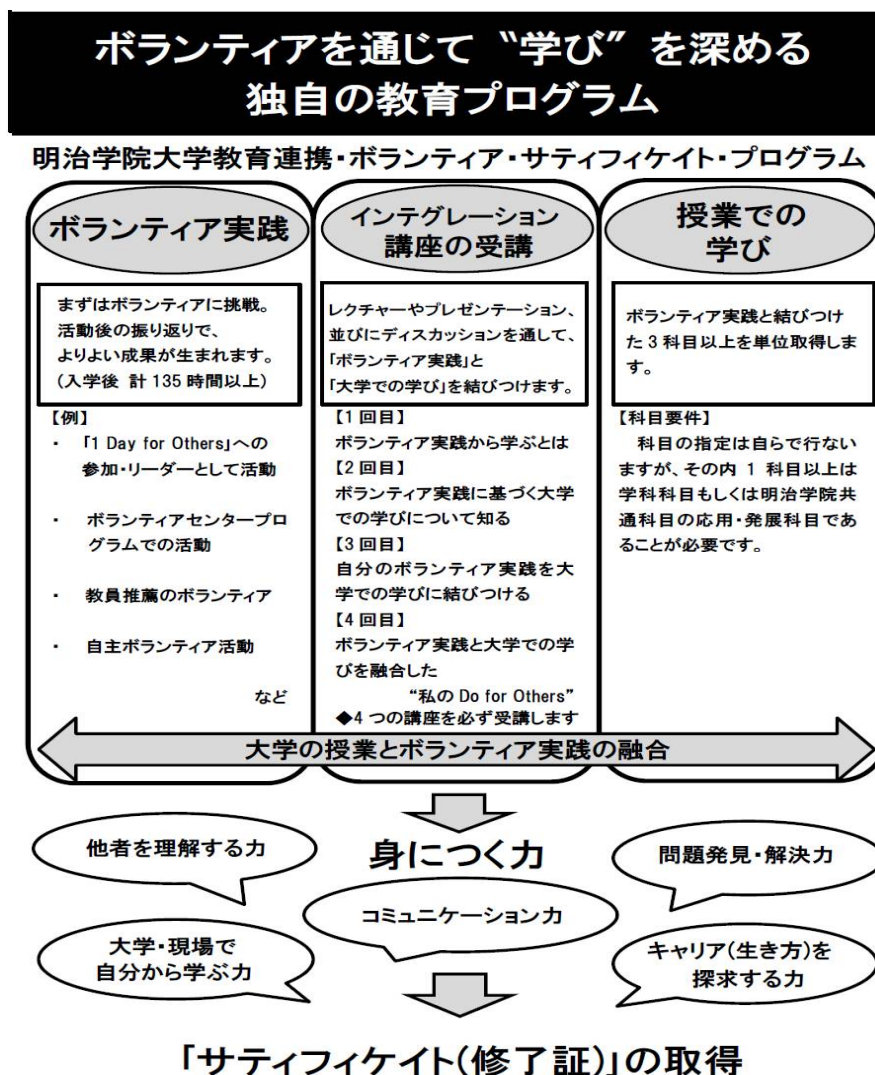 ボランティアを通じて “学び” を深める
独自の教育プログラム
明治学院大学教育連携・ボランティア・サティフィケイト・プログラム
ボランティア実践
まずはボランティアに挑戦。
活動後の振り返りで、
よりよい成果が生まれます。
(入学後 計 135 時間以上)
【例】
・ 「1 Day for Others」への
参加・リーダーとして活動
・ ボランティアセンタープロ
グラムでの活動
・ 教員推薦のボランティア
・ 自主ボランティア活動
など
インテグレーション
講座の受講
レクチャーやプレゼンテーション、
並びにディスカッションを通して、
「ボランティア実践」と
「大学での学び」を結びつけます。
【1 回目】
ボランティア実践から学ぶとは
【2 回目】
ボランティア実践に基づく大学
での学びについて知る
【3 回目】
自分のボランティア実践を大
学での学びに結びつける
【4 回目】
ボランティア実践と大学での学
びを融合した
“私の Do for Others”
◆4 つの講座を必ず受講します
授業での
学び
ボランティア実践と結びつけ
た 3 科目以上を単位取得しま
す。
【科目要件】
科目の指定は自らで行ない
ますが、その内 1 科目以上は
学科科目もしくは明治学院共
通科目の応用・発展科目であ
ることが必要です。
大学の授業とボランティア実践の融合
身につく力
他者を理解する力
問題発見・解決力
コミュニケーション力
大学・現場で
自分から学ぶ力
キャリア(生き方)を
探求する力
「サティフィケイト(修了証)」の取得